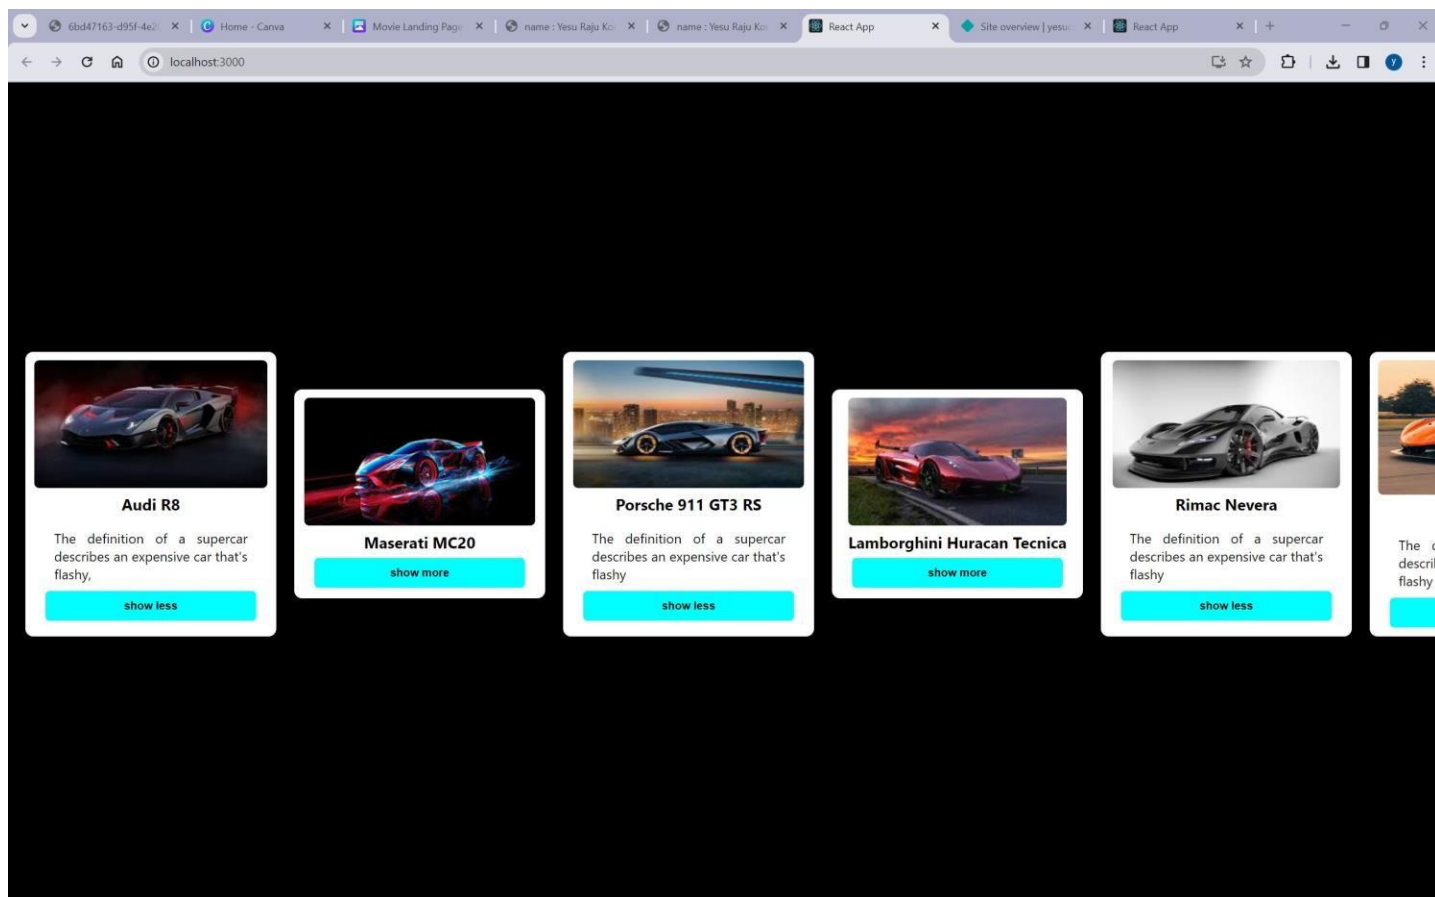 6bd47163-d95f-4e2
Home - Canva
Movie Landing Page
name : Yesu Raju Ko
name : Yesu Raju Ko
React App
Site overview | yesu
React App
localhost:3000
Y
Audi R8
The definition of a supercar
describes an expensive car that's
flashy,
show less
Maserati MC20
show more
Porsche 911 GT3 RS
The definition of a supercar
describes an expensive car that's
flashy
show less
Lamborghini Huracan Tecnica
show more
Rimac Nevera
The definition of a supercar
describes an expensive car that's
flashy
show less
The
descri
flashy